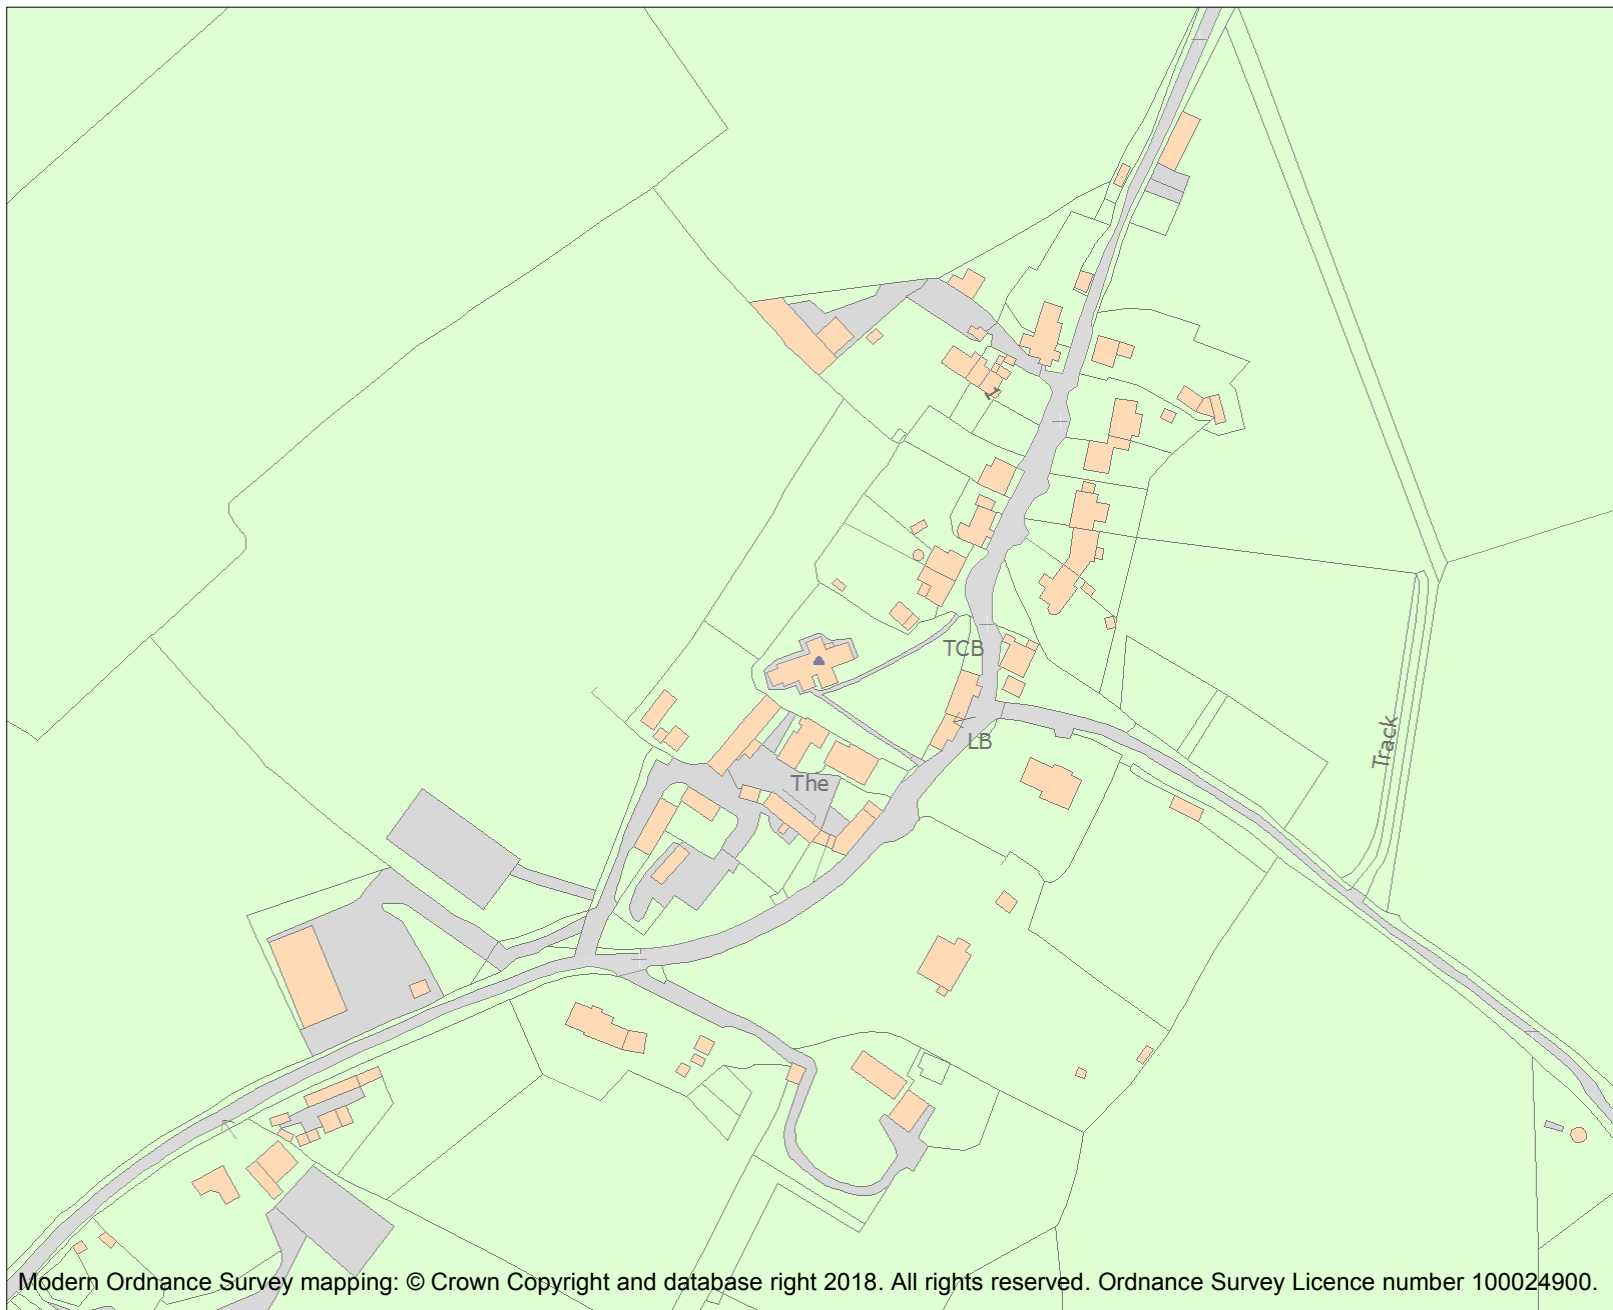 1
TCB
LB
Track
The
Modern Ordnance Survey mapping: © Crown Copyright and database right 2018. All rights reserved. Ordnance Survey Licence number 100024900.